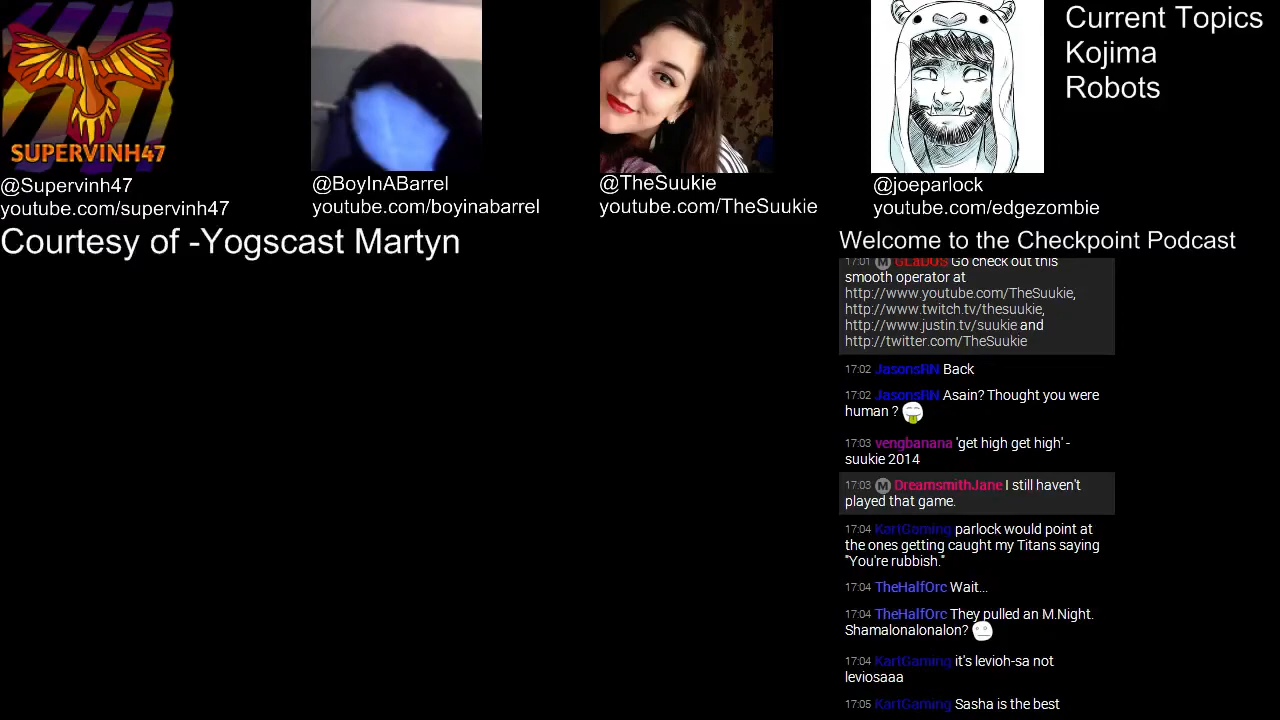 SUPERVINH47
@Supervinh47
youtube.com/supervinh47
@BoyInABarrel
youtube.com/boyinabarrel
@TheSuukie
youtube.com/TheSuukie
@joeparlock
youtube.com/edgezombie
Current Topics
Kojima
Robots
Courtesy of -Yogscast Martyn
Welcome to the Checkpoint Podcast
17:01 M GLaDOS Go check out this
smooth operator at
http://www.youtube.com/TheSuukie,
http://www.twitch.tv/thesuukie,
http://www.justin.tv/suukie and
http://twitter.com/TheSuukie
17:02 JasonsRN Back
17:02 JasonsRN Asain? Thought you were
human ?
17:03 vengbanana 'get high get high' -
suukie 2014
17:03 M DreamsmithJane I still haven't
played that game.
17:04 KartGaming parlock would point at
the ones getting caught my Titans saying
"You're rubbish."
17:04 TheHalfOrc Wait...
17:04 TheHalfOrc They pulled an M.Night.
Shamalonalonalon?
17:04 KartGaming it's levioh-sa not
leviosaaa
17:05 KartGaming Sasha is the best